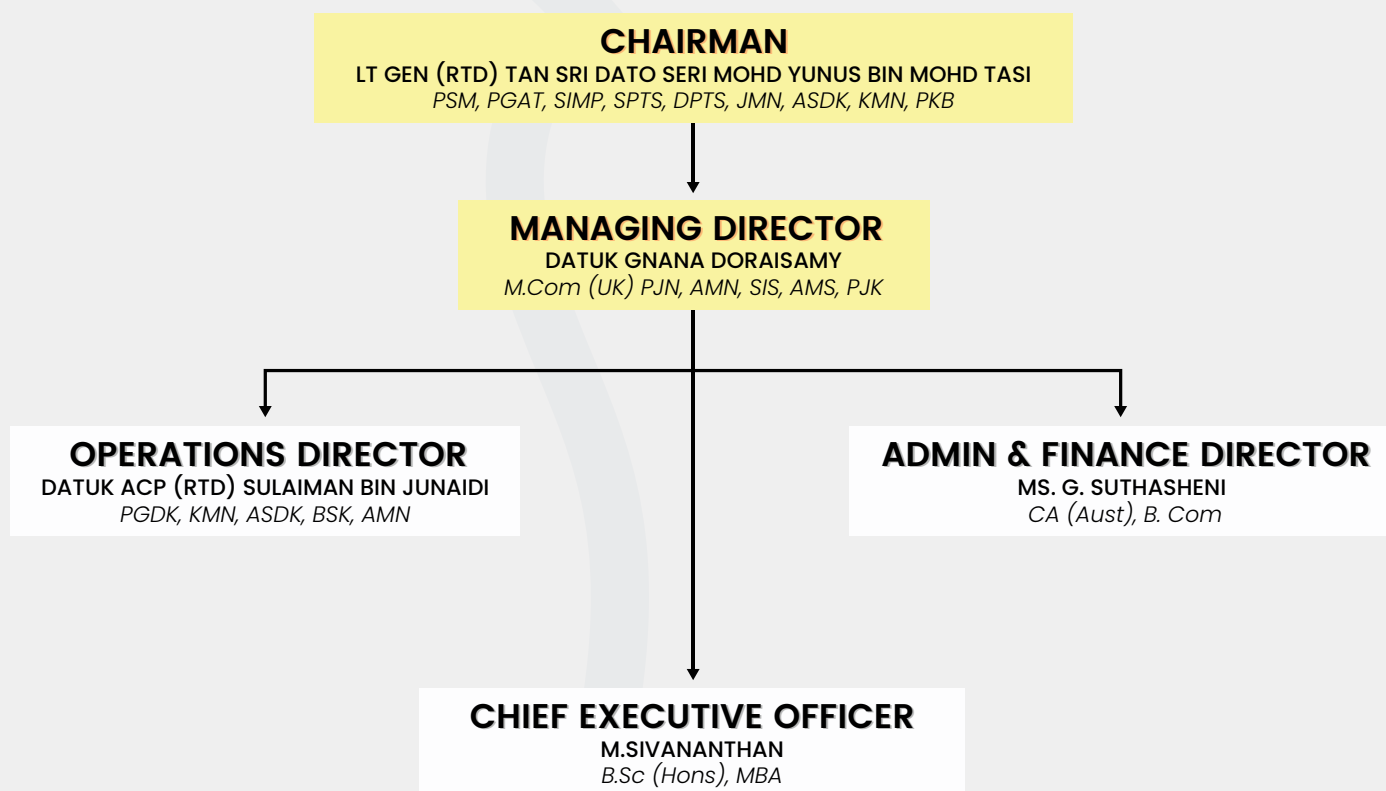 CHAIRMAN
LT GEN (RTD) TAN SRI DATO SERI MOHD YUNUS BIN MOHD TASI
PSM, PGAT, SIMP, SPTS, DPTS, JMN, ASDK, KMN, PKB
MANAGING DIRECTOR
DATUK GNANA DORAISAMY
M.Com (UK) PJN, AMN, SIS, AMS, PJK
OPERATIONS DIRECTOR
DATUK ACP (RTD) SULAIMAN BIN JUNAIDI
PGDK, KMN, ASDK, BSK, AMN
ADMIN & FINANCE DIRECTOR
MS. G. SUTHASHENI
CA (Aust), B. Com
CHIEF EXECUTIVE OFFICER
M.SIVANANTHAN
B.Sc (Hons), MBA